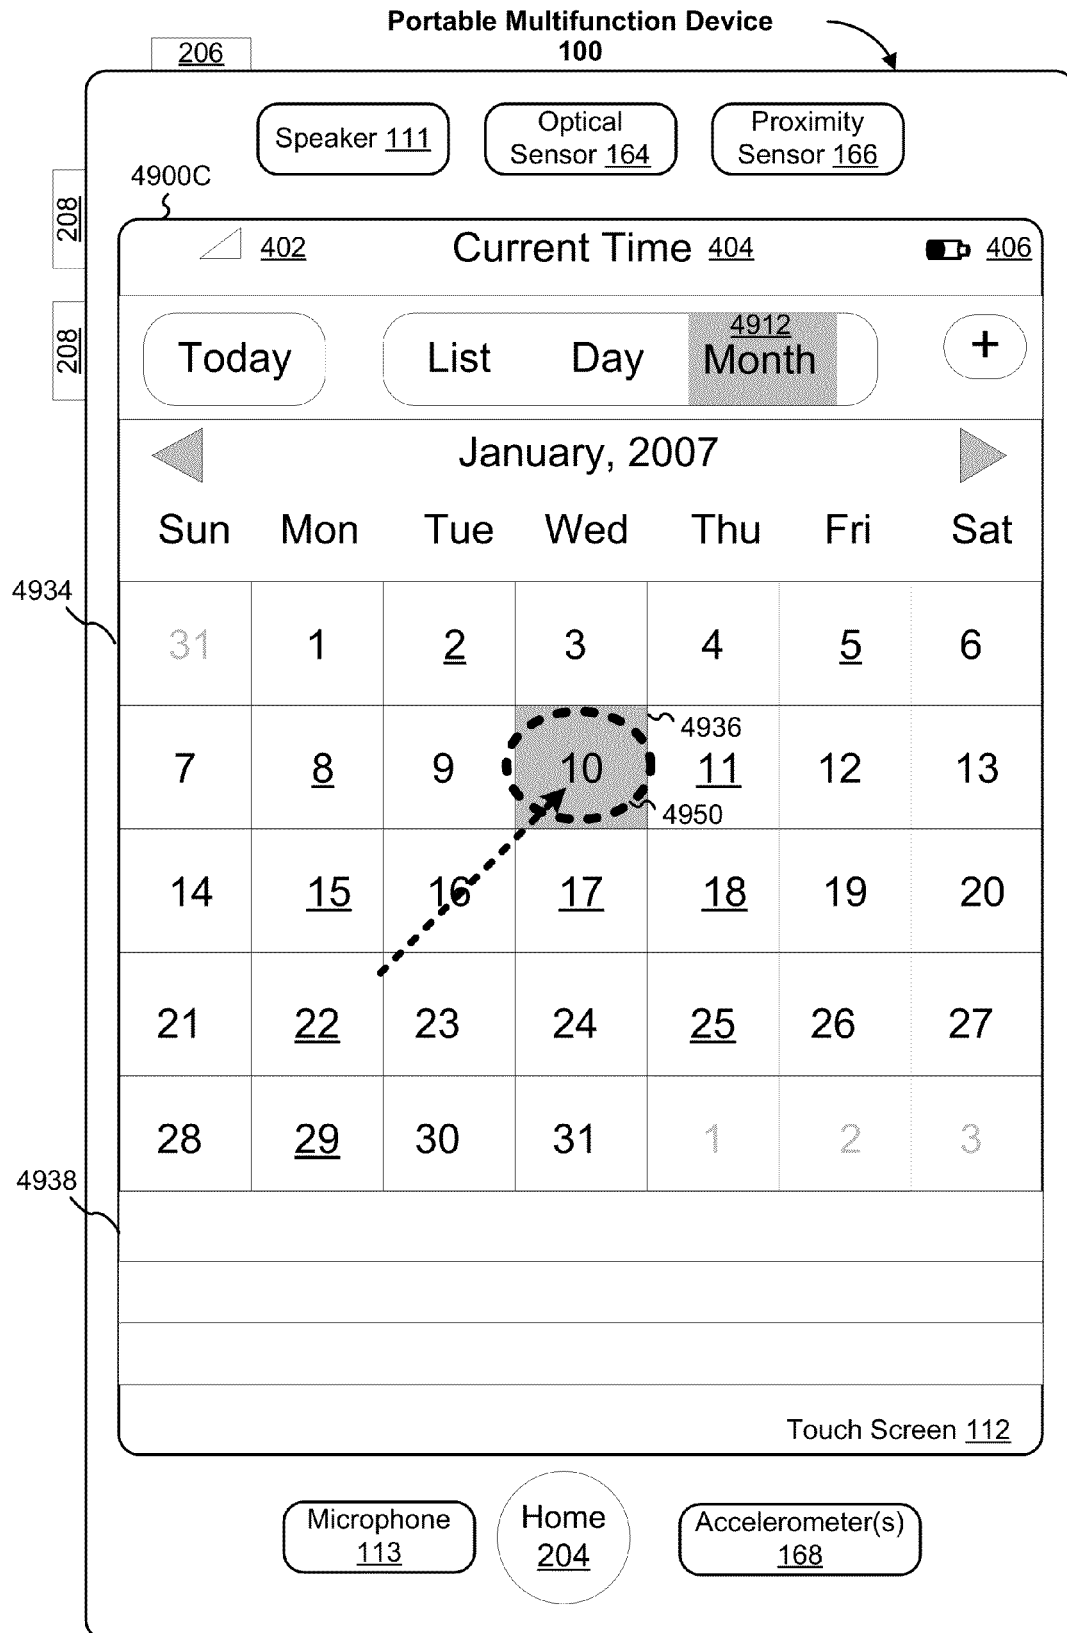 Portable Multifunction Device
100
206
Speaker 111
Optical
Sensor 164
Proximity
Sensor 166
4900C
208
402
Current Time 404
406
208
Today
List
Day
4912
Month
+
January, 2007
Sun Mon Tue Wed Thu Fri Sat
4934
31 1 2 3 4 5 6
4936
7 8 9 10 11 12 13
4950
14 15 16 17 18 19 20
21 22 23 24 25 26 27
28 29 30 31 1 2 3
4938
Touch Screen 112
Microphone
113
Home
204
Accelerometer(s)
168